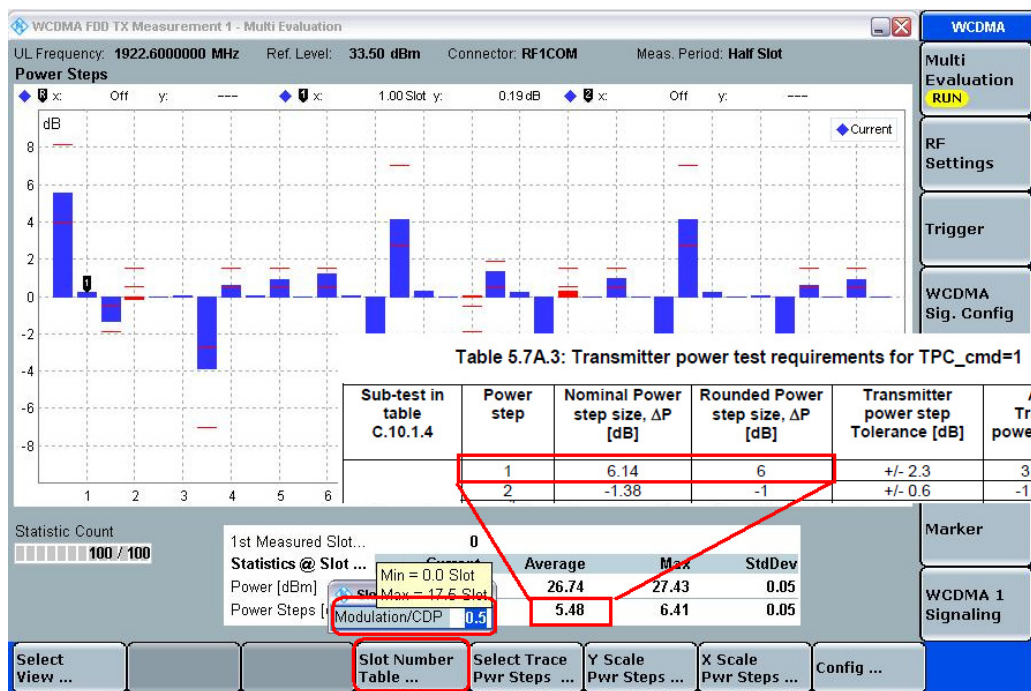 WCDMA FDD TX Measurement 1 - Multi Evaluation
WCDMA
UL Frequency: 1922.6000000 MHz Ref. Level: 33.50 dBm Connector: RF1COM Meas. Period: Half Slot
Power Steps
R x: Off y: --- 1 x: 1.00 Slot y: 0.19 dB 2 x: Off y: ---
dB
Current
8
6
4
2
0
-2
-4
-6
-8
1
1 2 3 4 5 6
Multi
Evaluation
RUN
RF
Settings
Trigger
WCDMA
Sig. Config
Table 5.7A.3: Transmitter power test requirements for TPC_cmd=1
Sub-test in table C.10.1.4
Power step
Nominal Power step size, ΔP [dB]
Rounded Power step size, ΔP [dB]
Transmitter power step Tolerance [dB]
1 6.14 6 +/- 2.3 3
2 -1.38 -1 +/- 0.6 -1
Statistic Count
100 / 100
1st Measured Slot... 0
Statistics @ Slot ... Current Average Max StdDev
Power [dBm] 26.74 27.43 0.05
Power Steps 5.48 6.41 0.05
Min = 0.0 Slot
Max = 17.5 Slot
Modulation/CDP 0.5
Marker
WCDMA 1
Signaling
Select
View ...
Slot Number
Table ...
Select Trace
Pwr Steps ...
Y Scale
Pwr Steps ...
X Scale
Pwr Steps ...
Config ...